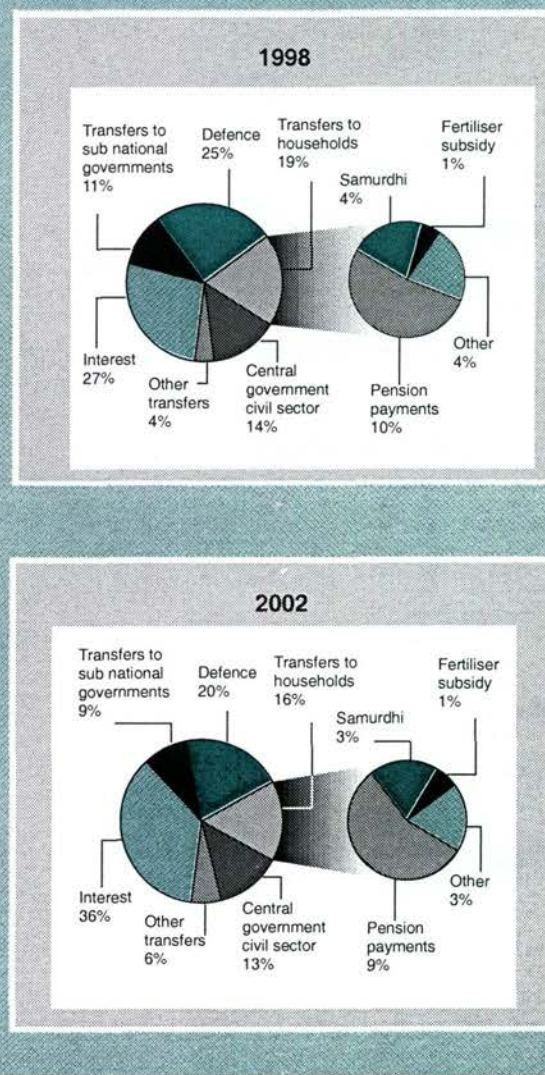 1998
Transfers to
sub national
governments
11%
Defence
25%
Transfers to
households
19%
Samurdhi
4%
Fertiliser
subsidy
1%
Interest
27%
Other
transfers
4%
Central
government
civil sector
14%
Pension
payments
10%
Other
4%
2002
Transfers to
sub national
governments
9%
Defence
20%
Transfers to
households
16%
Samurdhi
3%
Fertiliser
subsidy
1%
Interest
36%
Other
transfers
6%
Central
government
civil sector
13%
Pension
payments
9%
Other
3%